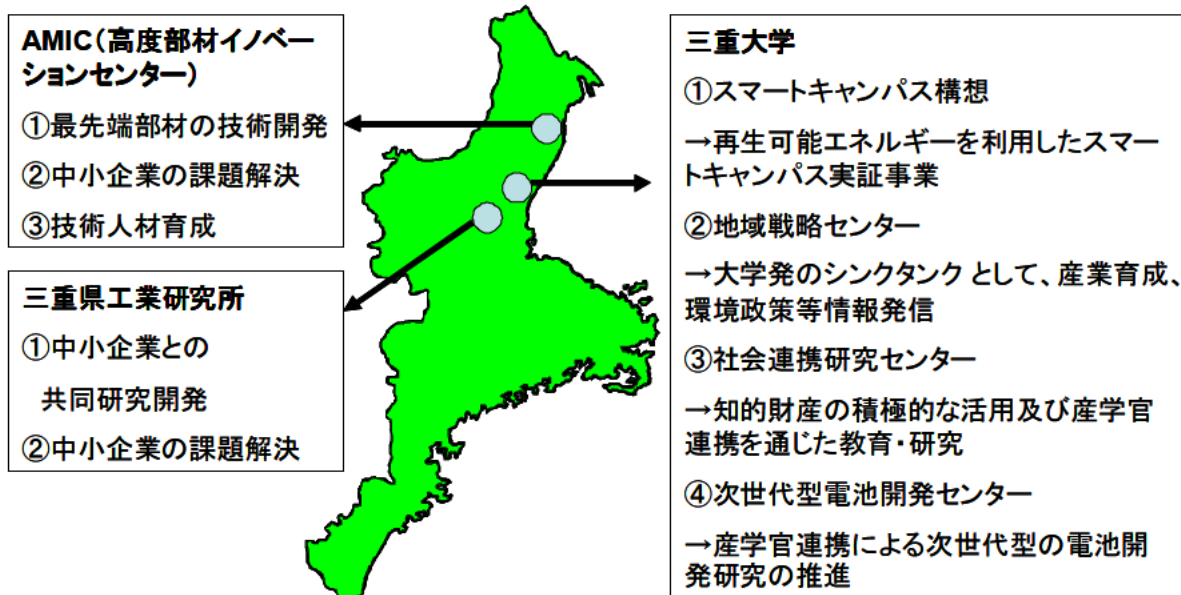 AMIC(高度部材イノベー
ションセンター)
①最先端部材の技術開発
②中小企業の課題解決
③技術人材育成
三重県工業研究所
①中小企業との
共同研究開発
②中小企業の課題解決
三重大学
①スマートキャンパス構想
→再生可能エネルギーを利用したスマー
トキャンパス実証事業
②地域戦略センター
→大学発のシンクタンク として、産業育成、
環境政策等情報発信
③社会連携研究センター
→知的財産の積極的な活用及び産学官
連携を通じた教育・研究
④次世代型電池開発センター
→産学官連携による次世代型の電池開
発研究の推進